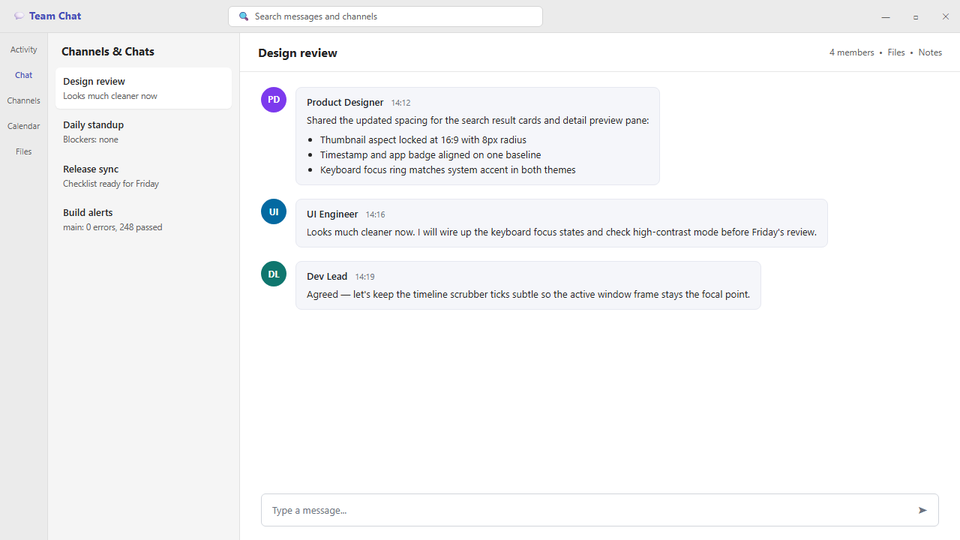 Team Chat
Search messages and channels
Activity
Chat
Channels
Calendar
Files
Channels & Chats
Design review
Looks much cleaner now
Daily standup
Blockers: none
Release sync
Checklist ready for Friday
Build alerts
main: 0 errors, 248 passed
Design review
4 members • Files • Notes
PD
Product Designer 14:12
Shared the updated spacing for the search result cards and detail preview pane:
• Thumbnail aspect locked at 16:9 with 8px radius
• Timestamp and app badge aligned on one baseline
• Keyboard focus ring matches system accent in both themes
UI
UI Engineer 14:16
Looks much cleaner now. I will wire up the keyboard focus states and check high-contrast mode before Friday's review.
DL
Dev Lead 14:19
Agreed — let's keep the timeline scrubber ticks subtle so the active window frame stays the focal point.
Type a message...